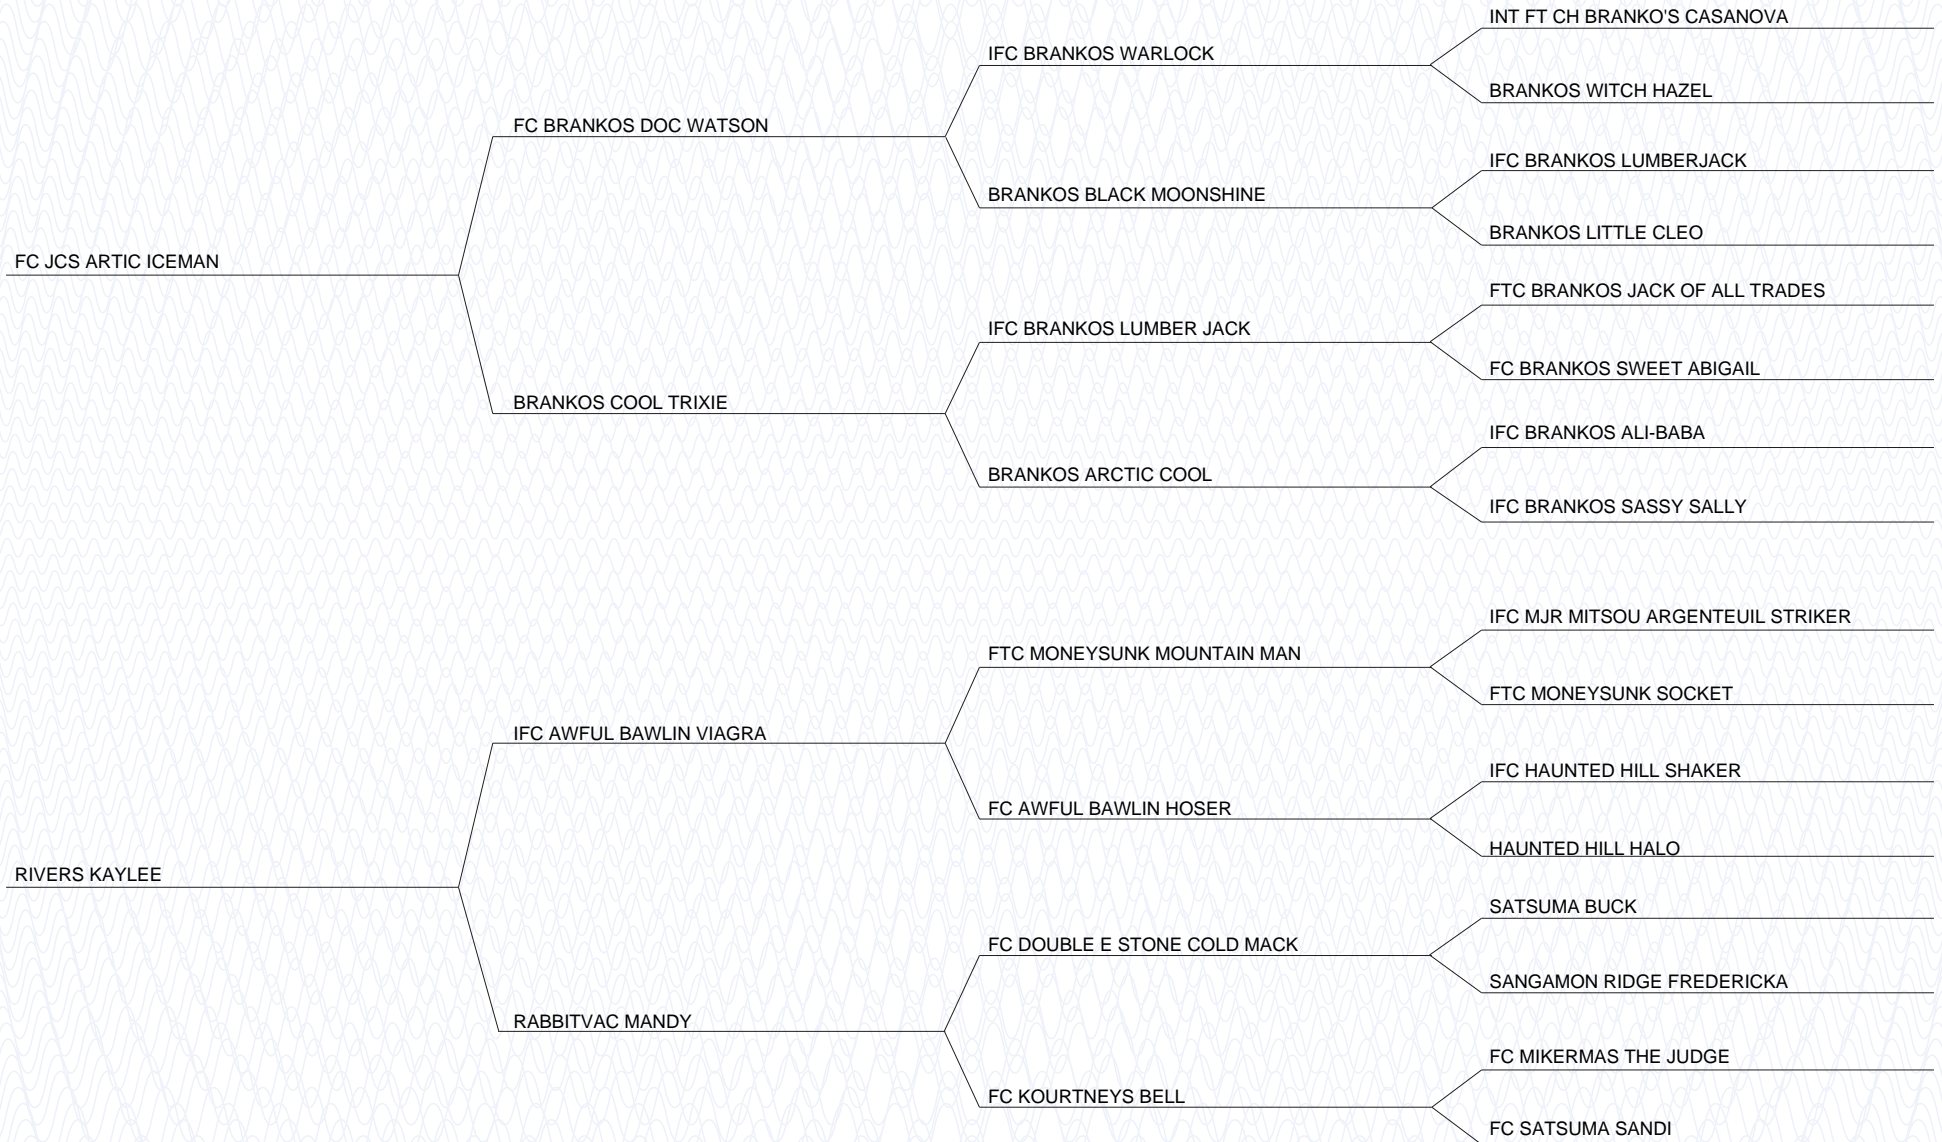 INT FT CH BRANKO'S CASANOVA
IFC BRANKOS WARLOCK
BRANKOS WITCH HAZEL
FC BRANKOS DOC WATSON
IFC BRANKOS LUMBERJACK
BRANKOS BLACK MOONSHINE
BRANKOS LITTLE CLEO
FC JCS ARTIC ICEMAN
FTC BRANKOS JACK OF ALL TRADES
IFC BRANKOS LUMBER JACK
FC BRANKOS SWEET ABIGAIL
BRANKOS COOL TRIXIE
IFC BRANKOS ALI-BABA
BRANKOS ARCTIC COOL
IFC BRANKOS SASSY SALLY
IFC MJR MITSOU ARGENTEUIL STRIKER
FTC MONEYSUNK MOUNTAIN MAN
FTC MONEYSUNK SOCKET
IFC AWFUL BAWLIN VIAGRA
IFC HAUNTED HILL SHAKER
FC AWFUL BAWLIN HOSER
HAUNTED HILL HALO
RIVERS KAYLEE
SATSUMA BUCK
FC DOUBLE E STONE COLD MACK
SANGAMON RIDGE FREDERICKA
RABBITVAC MANDY
FC MIKERMAS THE JUDGE
FC KOURTNEYS BELL
FC SATSUMA SANDI